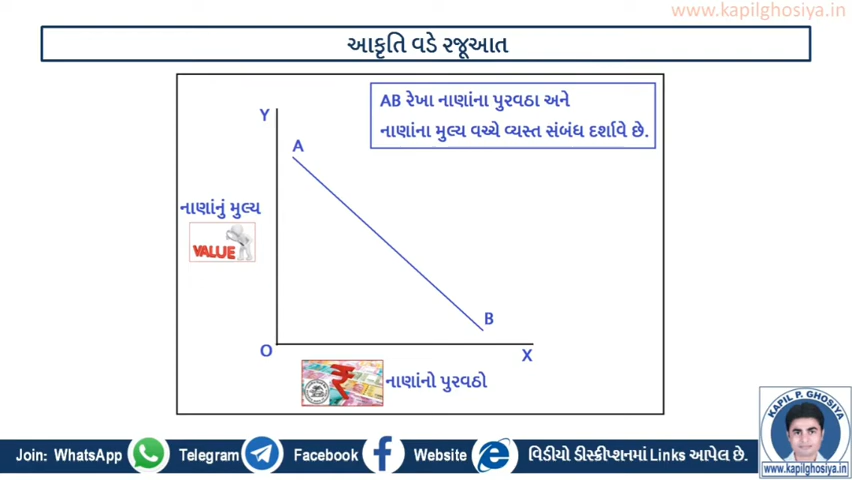 www.kapilghosiya.in
આકૃતિ વડે રજૂઆત
AB રેખા નાણાંના પુરવઠા અને
નાણાંના મુલ્ય વચ્ચે વ્યસ્ત સંબંધ દર્શાવે છે.
Y
A
નાણાંનું મુલ્ય
VALUE
B
O
X
₹
નાણાંનો પુરવઠો
KAPIL P. GHOSIYA
www.kapilghosiya.in
Join: WhatsApp Telegram Facebook Website વિડીયો ડીસ્ક્રીપ્શનમાં Links આપેલ છે.